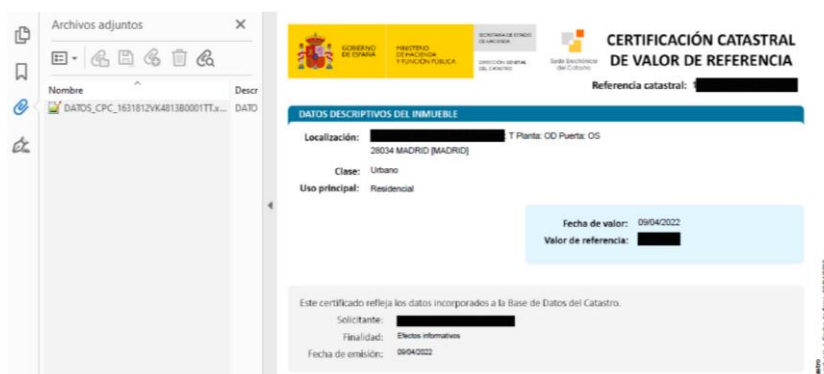 Archivos adjuntos
Nombre
Descr
DATOS_CPC_1631812VK4813B0001TT.x...
DATO
GOBIERNO
DE ESPAÑA
MINISTERIO
DE HACIENDA
Y FUNCIÓN PÚBLICA
SECRETARÍA DE ESTADO
DE HACIENDA
DIRECCIÓN GENERAL
DEL CATASTRO
Sede Electrónica
del Catastro
CERTIFICACIÓN CATASTRAL
DE VALOR DE REFERENCIA
Referencia catastral: 1
DATOS DESCRIPTIVOS DEL INMUEBLE
Localización:
T Planta: OD Puerta: OS
28034 MADRID [MADRID]
Clase: Urbano
Uso principal: Residencial
Fecha de valor: 09/04/2022
Valor de referencia:
Este certificado refleja los datos incorporados a la Base de Datos del Catastro.
Solicitante:
Finalidad: Efectos informativos
Fecha de emisión: 09/04/2022